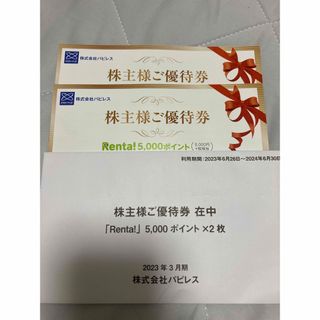 株式会社パピレス
株主様ご優待券
株式会社パピレス
株主様ご優待券
Renta! 5,000ポイント
利用期間：2023年6月26日～2024年6月30日
株主様ご優待券 在中
「Renta!」5,000ポイント×2枚
2023年3月期
株式会社パピレス